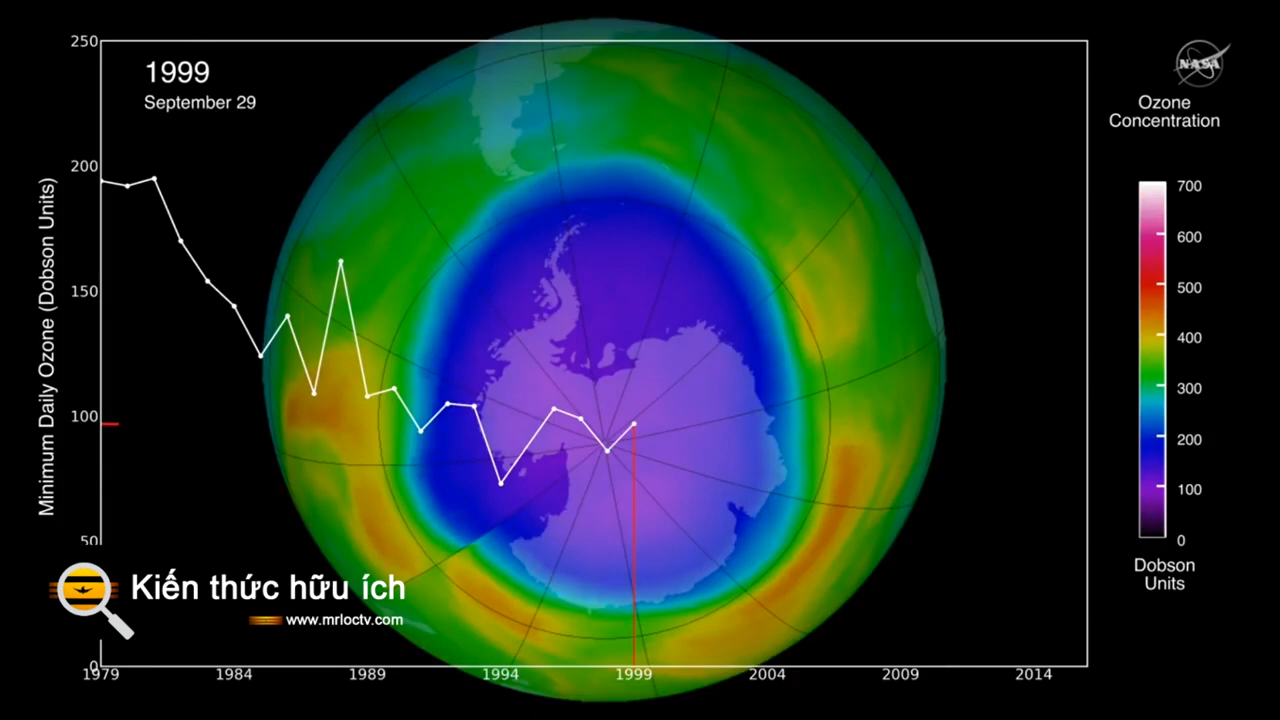 250
1999
September 29
200
150
100
50
0
Minimum Daily Ozone (Dobson Units)
1979
1984
1989
1994
1999
2004
2009
2014
NASA
Ozone
Concentration
700
600
500
400
300
200
100
0
Dobson
Units
Kiến thức hữu ích
www.mrloctv.com